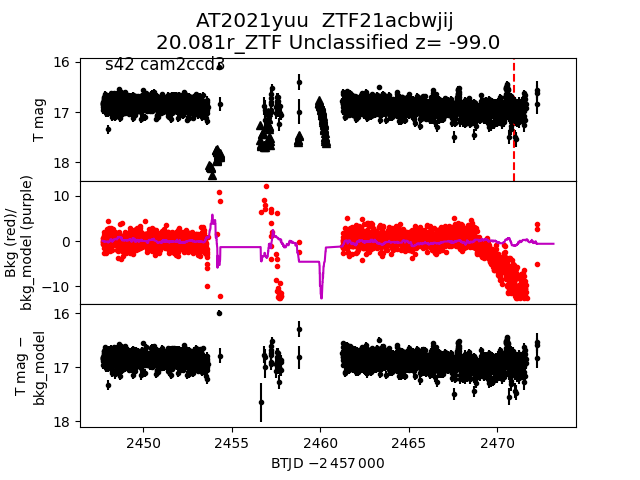 AT2021yuu  ZTF21acbwjij
20.081r_ZTF Unclassified z= -99.0
s42 cam2ccd3
16
17
18
T mag
10
0
−10
Bkg (red)/
bkg_model (purple)
16
17
18
T mag −
bkg_model
2450
2455
2460
2465
2470
BTJD −2 457 000